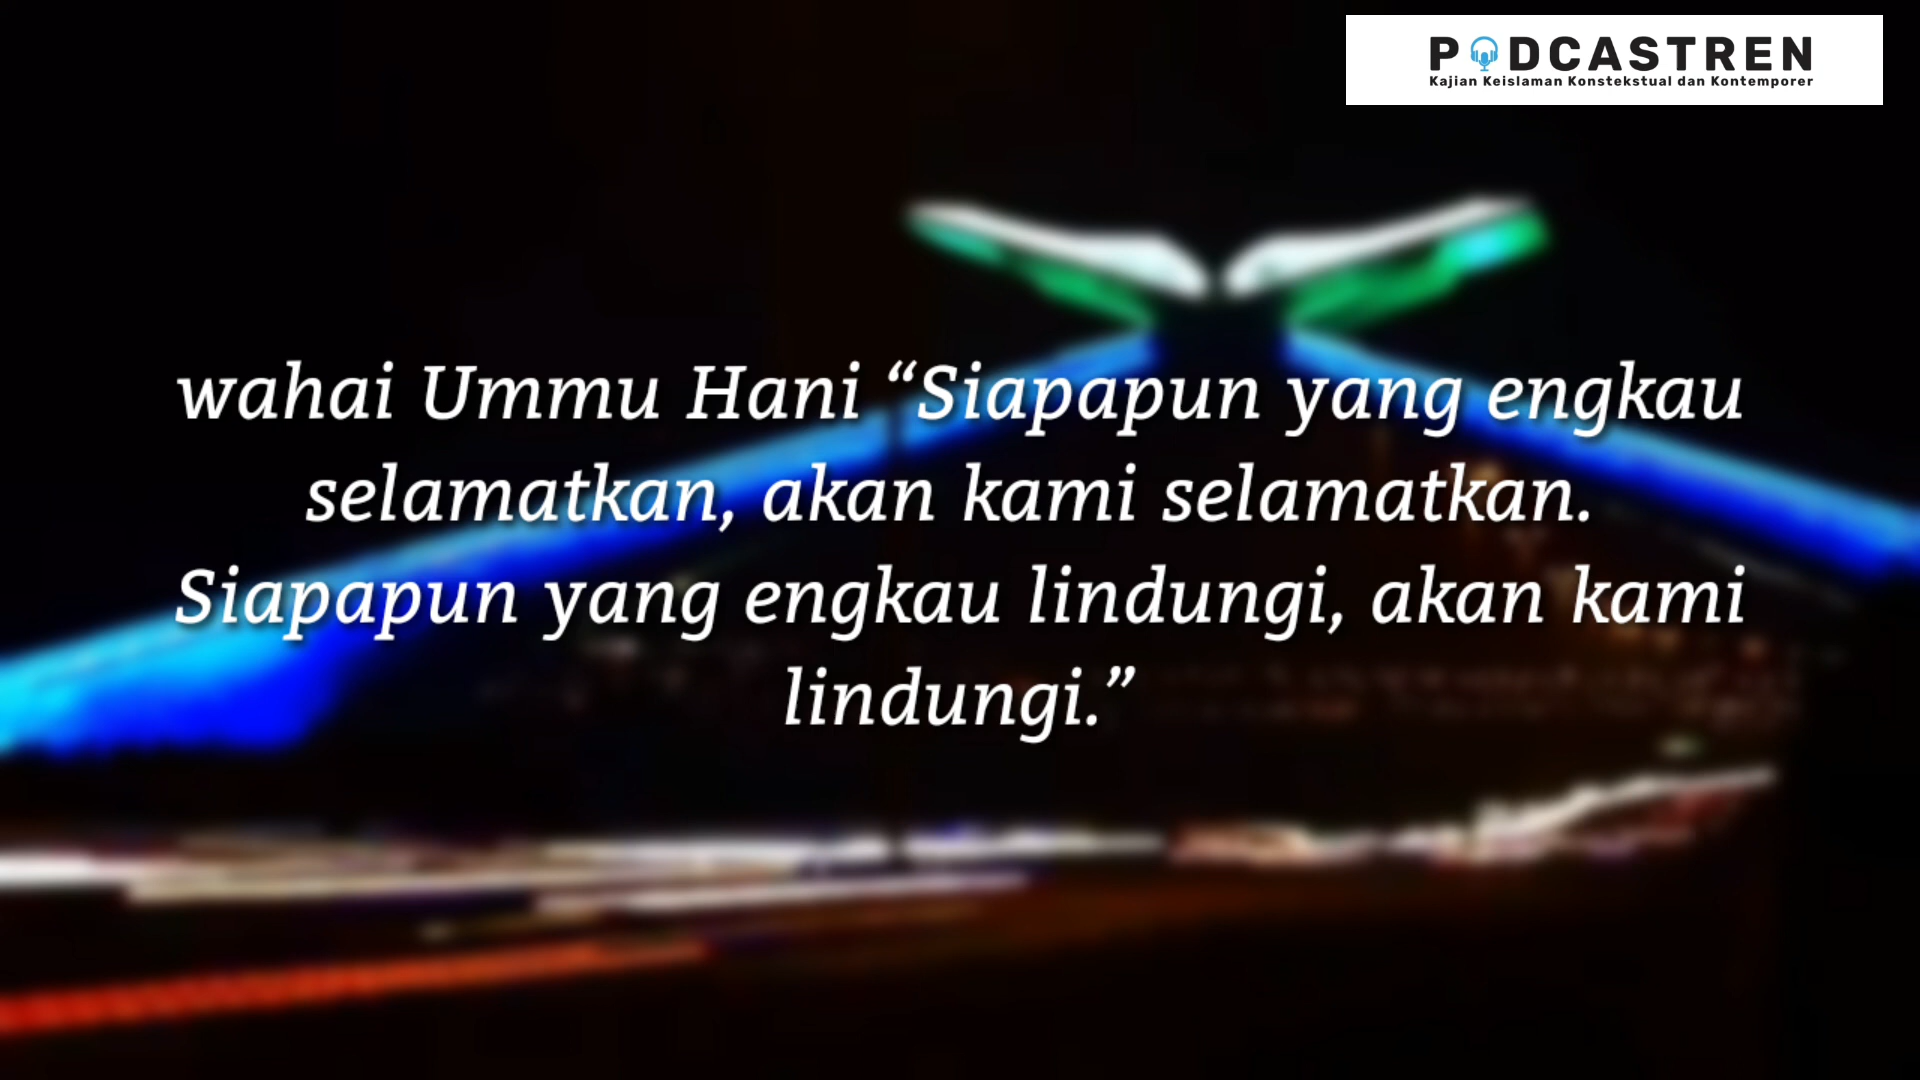 PODCASTREN
Kajian Keislaman Konstekstual dan Kontemporer
wahai Ummu Hani “Siapapun yang engkau
selamatkan, akan kami selamatkan.
Siapapun yang engkau lindungi, akan kami
lindungi.”